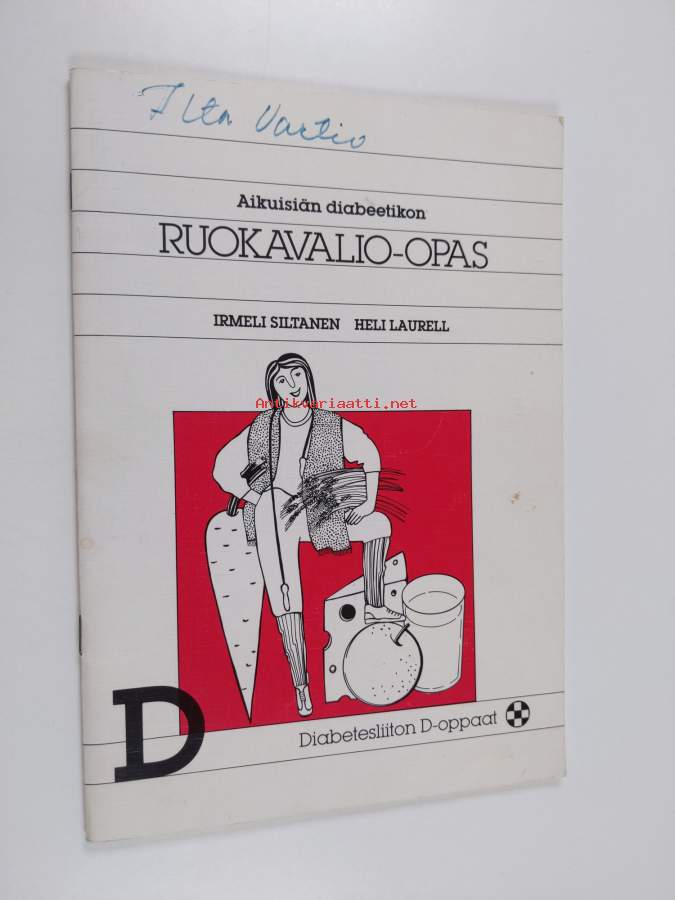 Ilta Vartio
Aikuisiän diabeetikon
RUOKAVALIO-OPAS
IRMELI SILTANEN HELI LAURELL
Antikvariaatti.net
D
Diabetesliiton D-oppaat